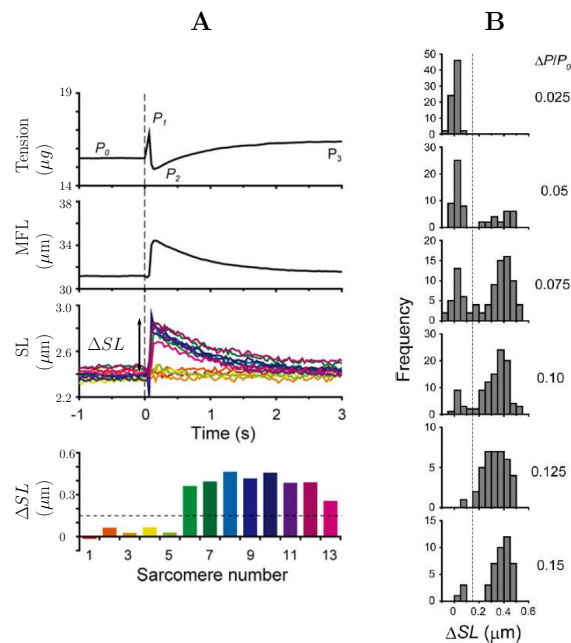 A
B
Tension
(μg)
P0
P1
P2
P3
14
16
MFL
(μm)
38
34
30
SL
(μm)
3.0
2.6
2.2
ΔSL
-1 0 1 2 3
Time (s)
ΔSL
(μm)
0.6
0.3
0
1 3 5 7 9 11 13
Sarcomere number
ΔP/Po
50
40
30
20
10
0
0.025
30
20
10
0
0.05
20
15
10
5
0
0.075
Frequency
40
30
20
10
0
0.10
10
5
0
0.125
15
10
5
0
0.15
0 0.2 0.4 0.6
ΔSL (μm)